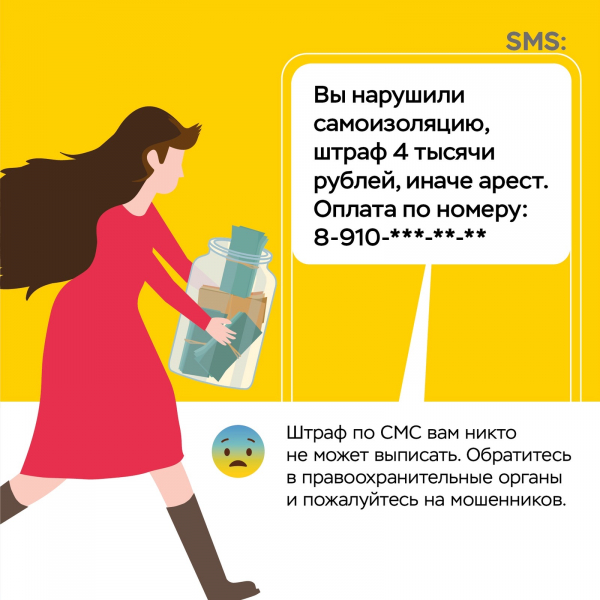 SMS:
Вы нарушили
самоизоляцию,
штраф 4 тысячи
рублей, иначе арест.
Оплата по номеру:
8-910-***-**-**
Штраф по СМС вам никто
не может выписать. Обратитесь
в правоохранительные органы
и пожалуйтесь на мошенников.